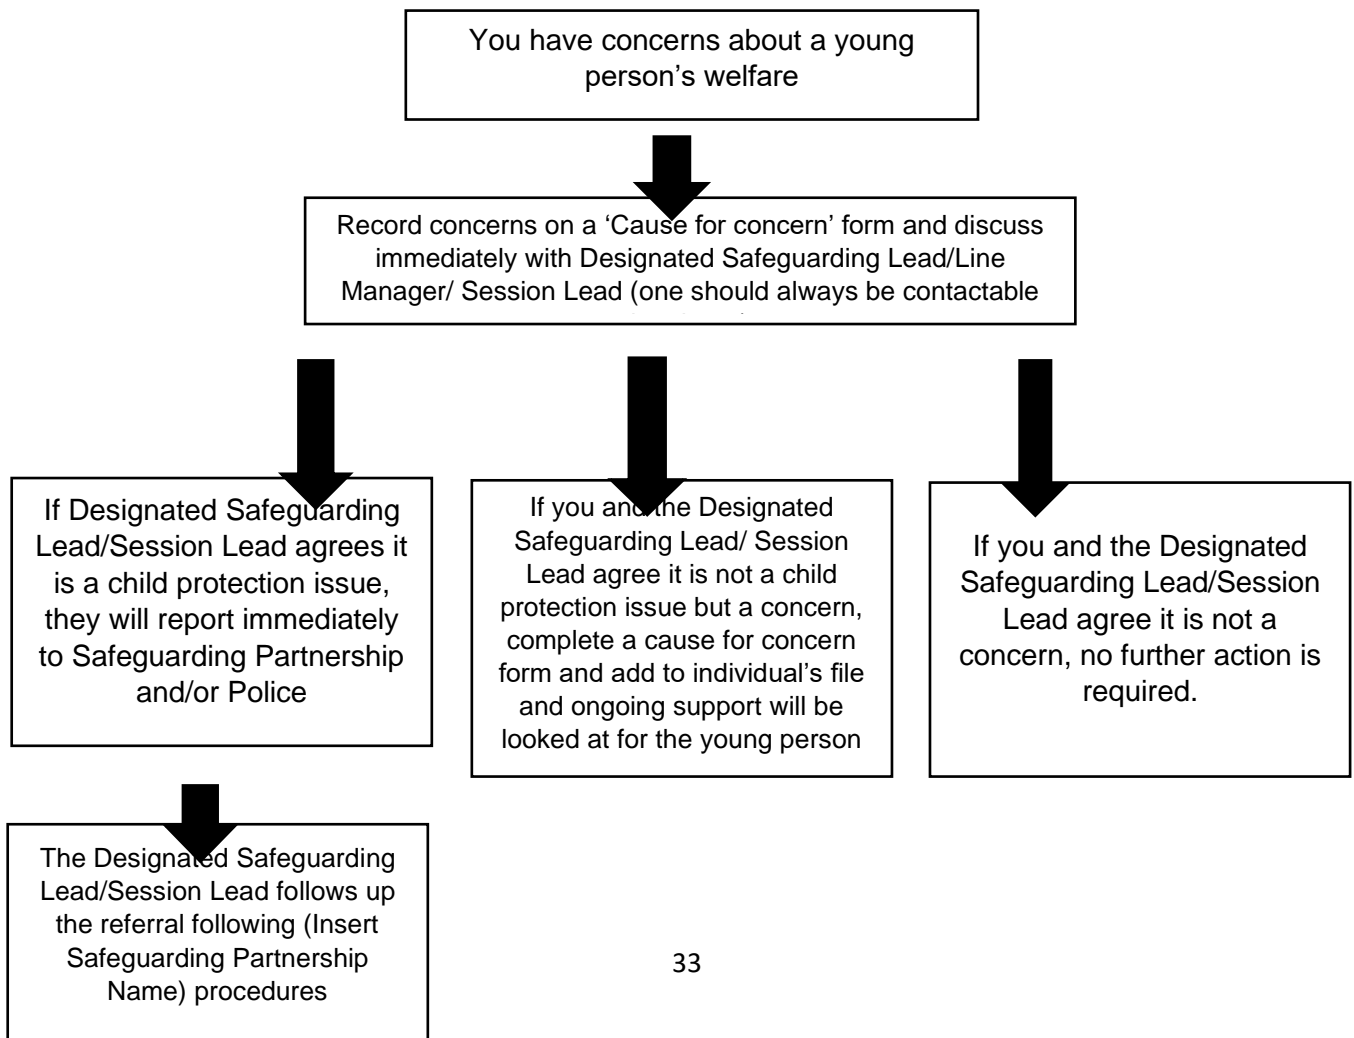 You have concerns about a young
person’s welfare
Record concerns on a ‘Cause for concern’ form and discuss
immediately with Designated Safeguarding Lead/Line
Manager/ Session Lead (one should always be contactable
If Designated Safeguarding
Lead/Session Lead agrees it
is a child protection issue,
they will report immediately
to Safeguarding Partnership
and/or Police
If you and the Designated
Safeguarding Lead/ Session
Lead agree it is not a child
protection issue but a concern,
complete a cause for concern
form and add to individual’s file
and ongoing support will be
looked at for the young person
If you and the Designated
Safeguarding Lead/Session
Lead agree it is not a
concern, no further action is
required.
The Designated Safeguarding
Lead/Session Lead follows up
the referral following (Insert
Safeguarding Partnership
Name) procedures
33